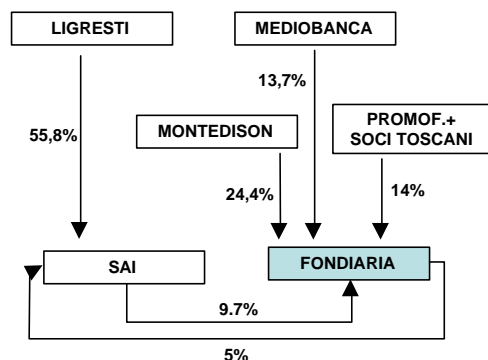 LIGRESTI
MEDIOBANCA
13,7%
55,8%
MONTEDISON
PROMOF.+
SOCI TOSCANI
24,4%
14%
SAI
FONDIARIA
9.7%
5%